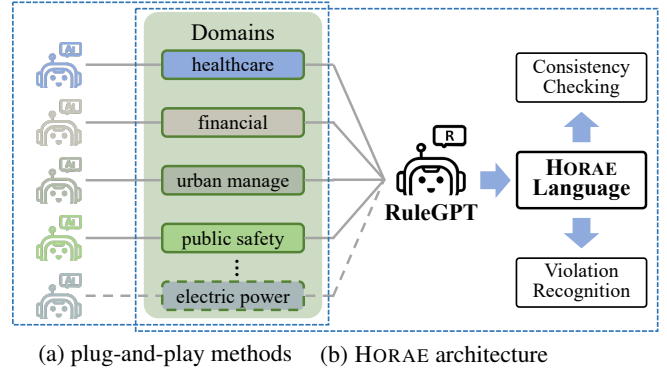 Domains
AI
healthcare
AI
financial
AI
urban manage
AI
public safety
AI
electric power
R
RuleGPT
Consistency
Checking
HORAE
Language
Violation
Recognition
(a) plug-and-play methods
(b) HORAE architecture